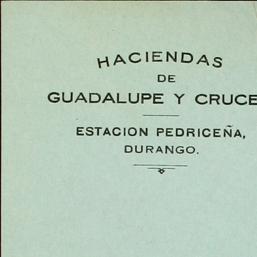 HACIENDAS
DE
GUADALUPE Y CRUCE
ESTACION PEDRICEÑA,
DURANGO.